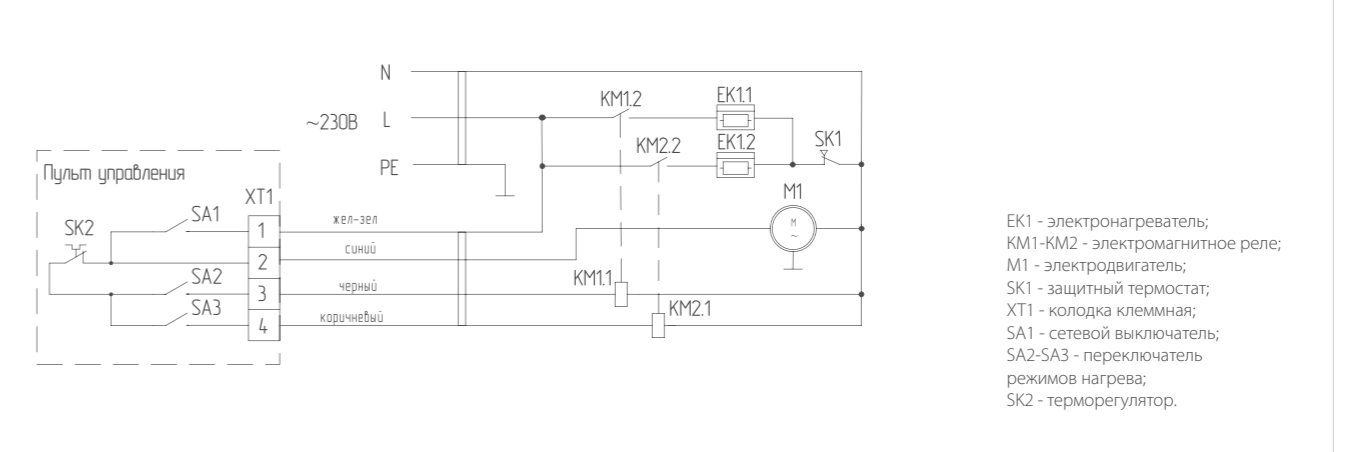 N
KM1.2
EK1.1
~230В
L
KM2.2
EK1.2
SK1
PE
Пульт управления
XT1
M1
SA1
1
жел-зел
М
~
SK2
2
синий
SA2
3
черный
KM1.1
SA3
4
коричневый
KM2.1
EK1 - электронагреватель;
KM1-KM2 - электромагнитное реле;
M1 - электродвигатель;
SK1 - защитный термостат;
XT1 - колодка клеммная;
SA1 - сетевой выключатель;
SA2-SA3 - переключатель
режимов нагрева;
SK2 - терморегулятор.